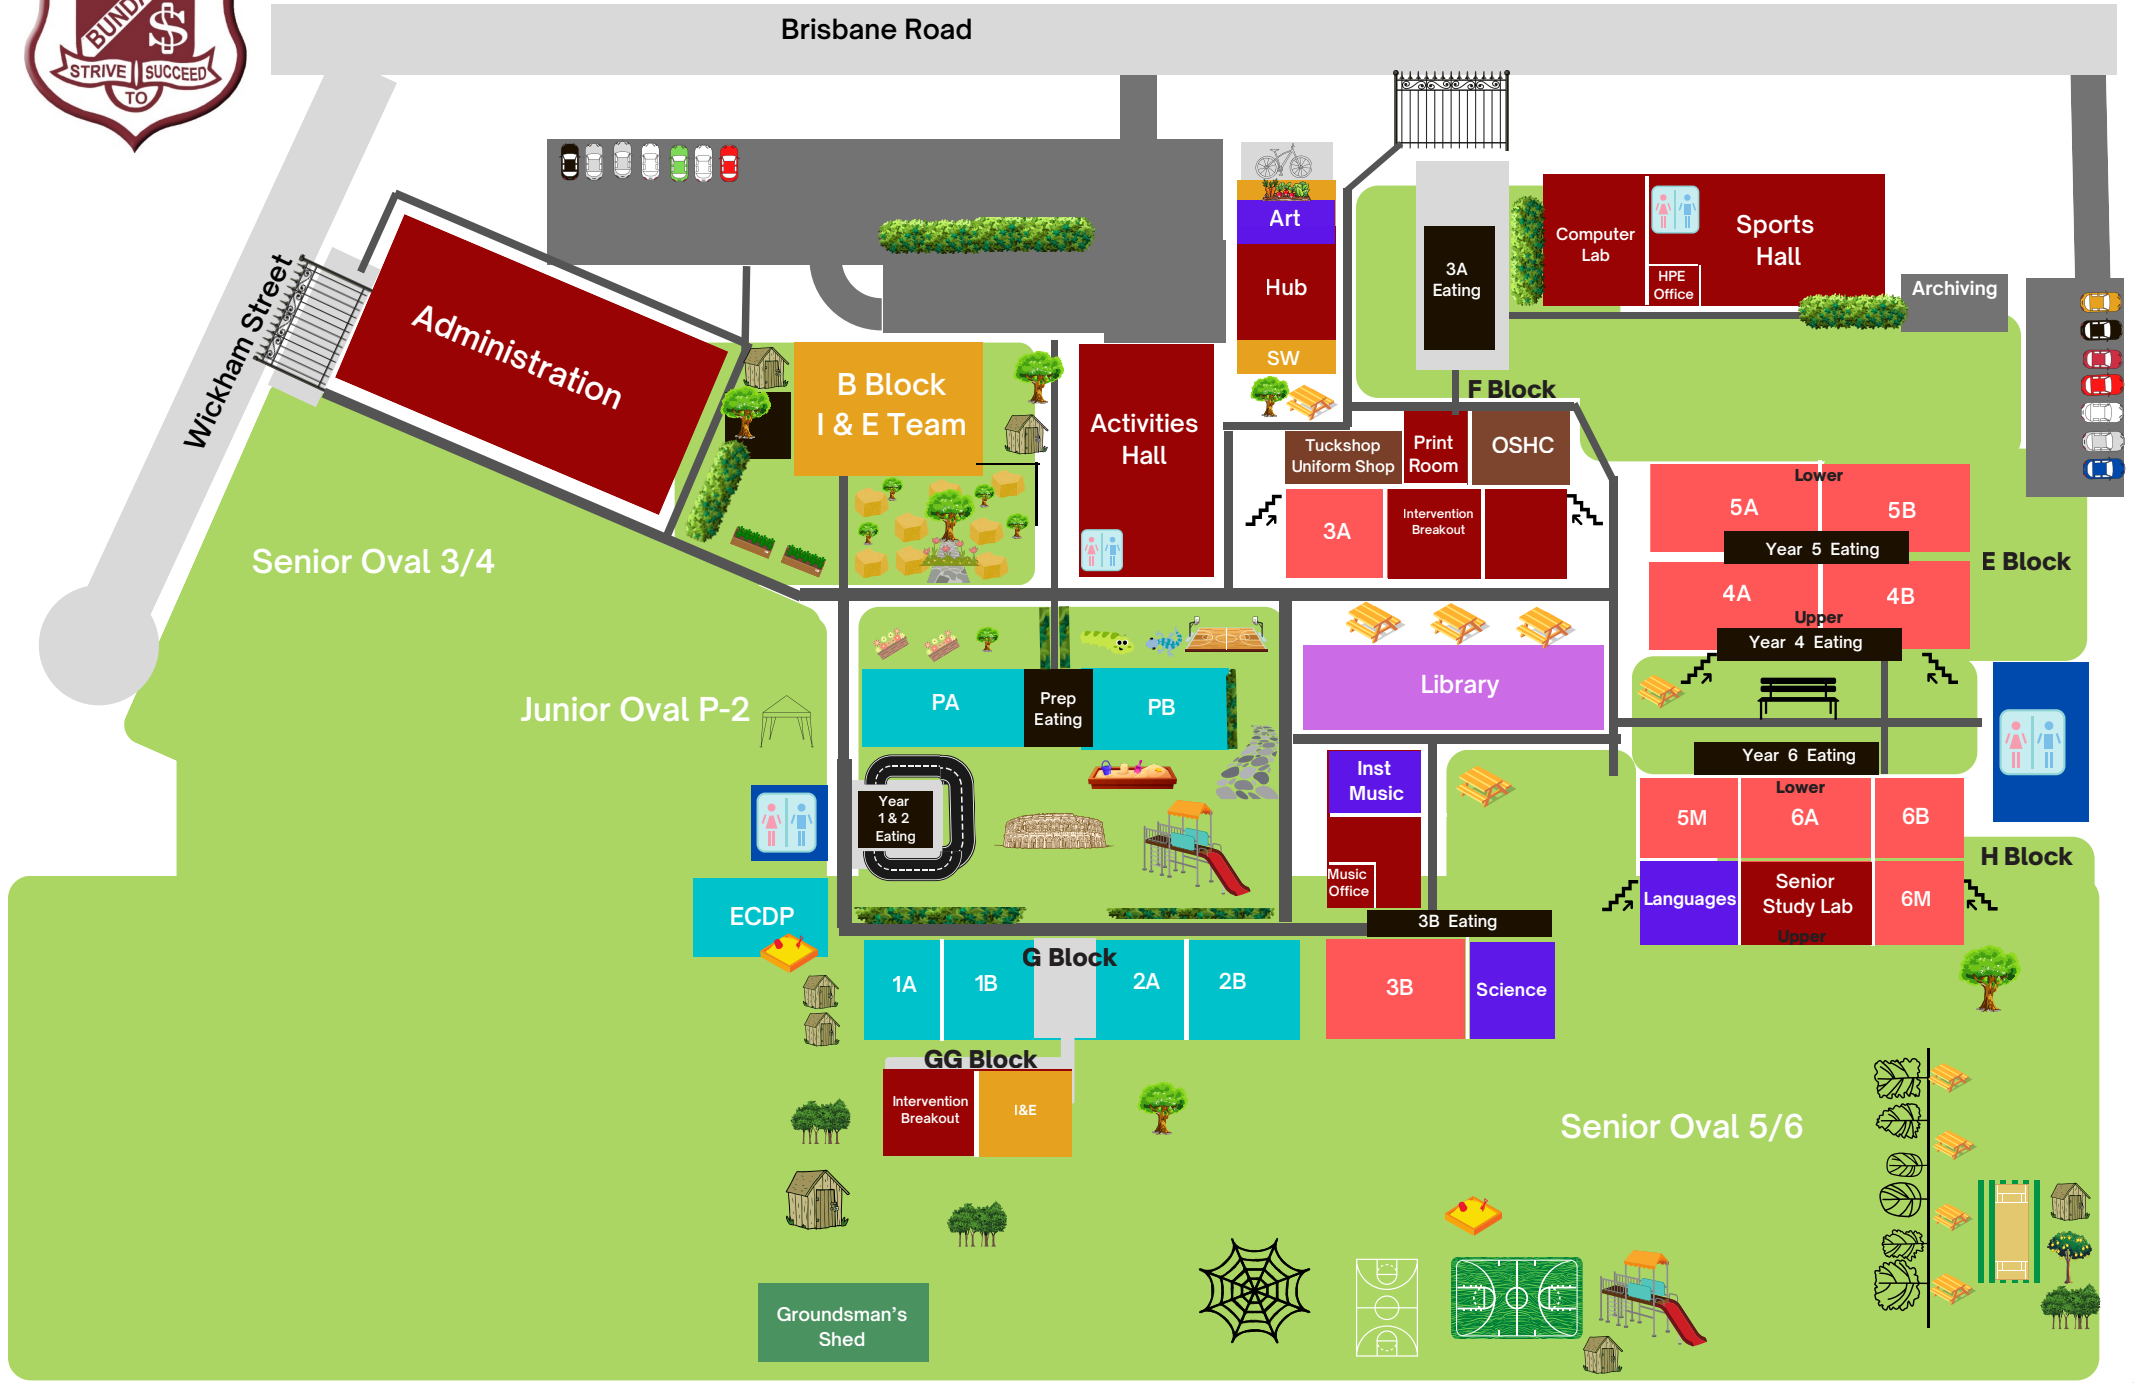 BUND
S
STRIVE SUCCEED
TO
Brisbane Road
Wickham Street
Administration
Art
Hub
SW
3A
Eating
Computer
Lab
Sports
Hall
HPE
Office
Archiving
B Block
I & E Team
Activities
Hall
F Block
Tuckshop
Uniform Shop
Print
Room
OSHC
3A
Intervention
Breakout
Lower
5A
5B
Year 5 Eating
E Block
4A
4B
Upper
Year 4 Eating
Senior Oval 3/4
Junior Oval P-2
PA
Prep
Eating
PB
Library
Year 6 Eating
Year
1 & 2
Eating
Inst
Music
Music
Office
Lower
5M
6A
6B
H Block
Languages
Senior
Study Lab
6M
Upper
ECDP
3B Eating
G Block
1A
1B
2A
2B
3B
Science
GG Block
Intervention
Breakout
I&E
Senior Oval 5/6
Groundsman's
Shed